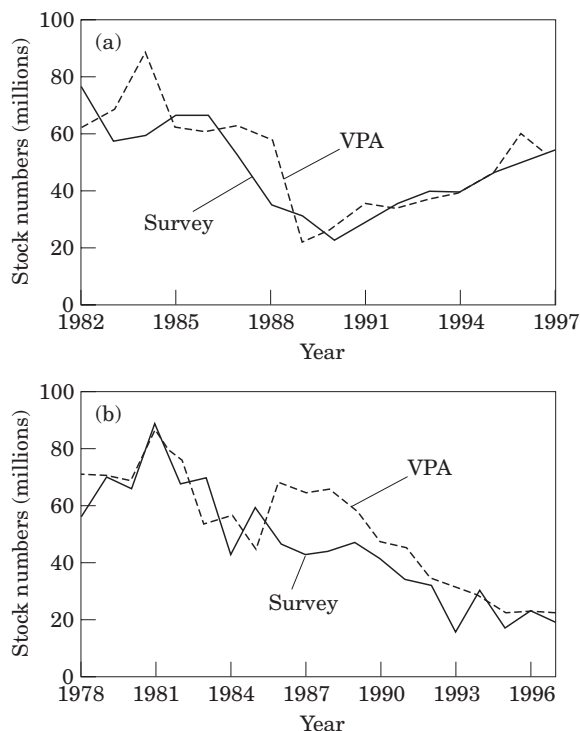 (a)
Stock numbers (millions)
100
80
60
40
20
0
VPA
Survey
1982 1985 1988 1991 1994 1997
Year
(b)
Stock numbers (millions)
100
80
60
40
20
0
VPA
Survey
1978 1981 1984 1987 1990 1993 1996
Year